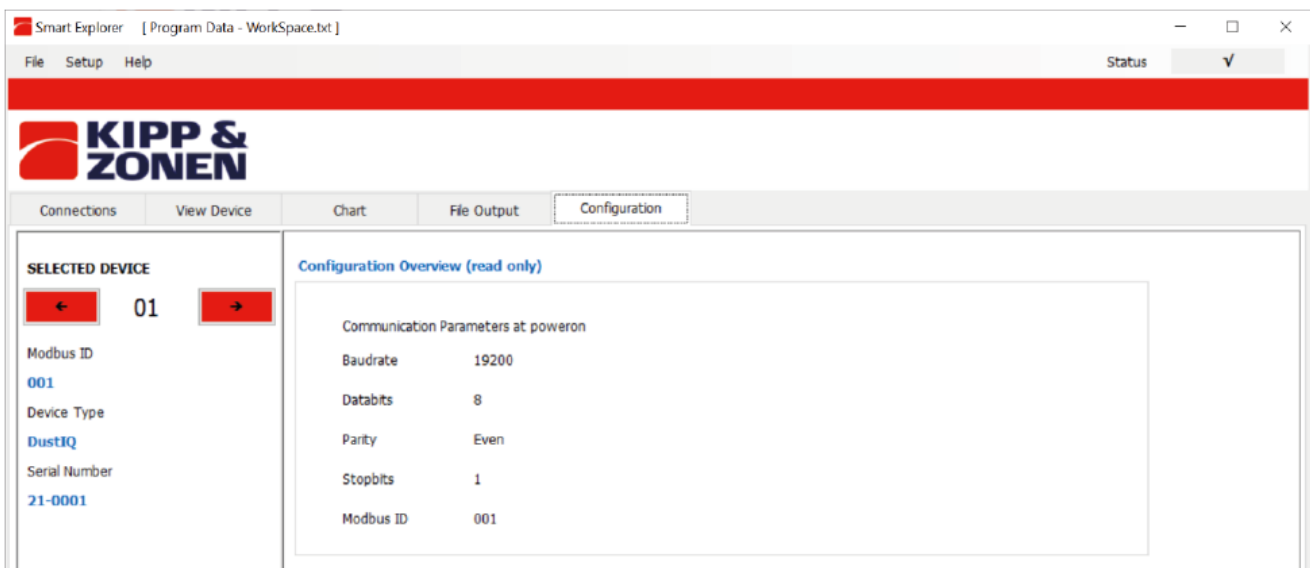 Smart Explorer [ Program Data - WorkSpace.txt ]
File Setup Help Status √
KIPP &
ZONEN
Connections View Device Chart File Output Configuration
SELECTED DEVICE
← 01 →
Modbus ID
001
Device Type
DustIQ
Serial Number
21-0001
Configuration Overview (read only)
Communication Parameters at poweron
Baudrate 19200
Databits 8
Parity Even
Stopbits 1
Modbus ID 001